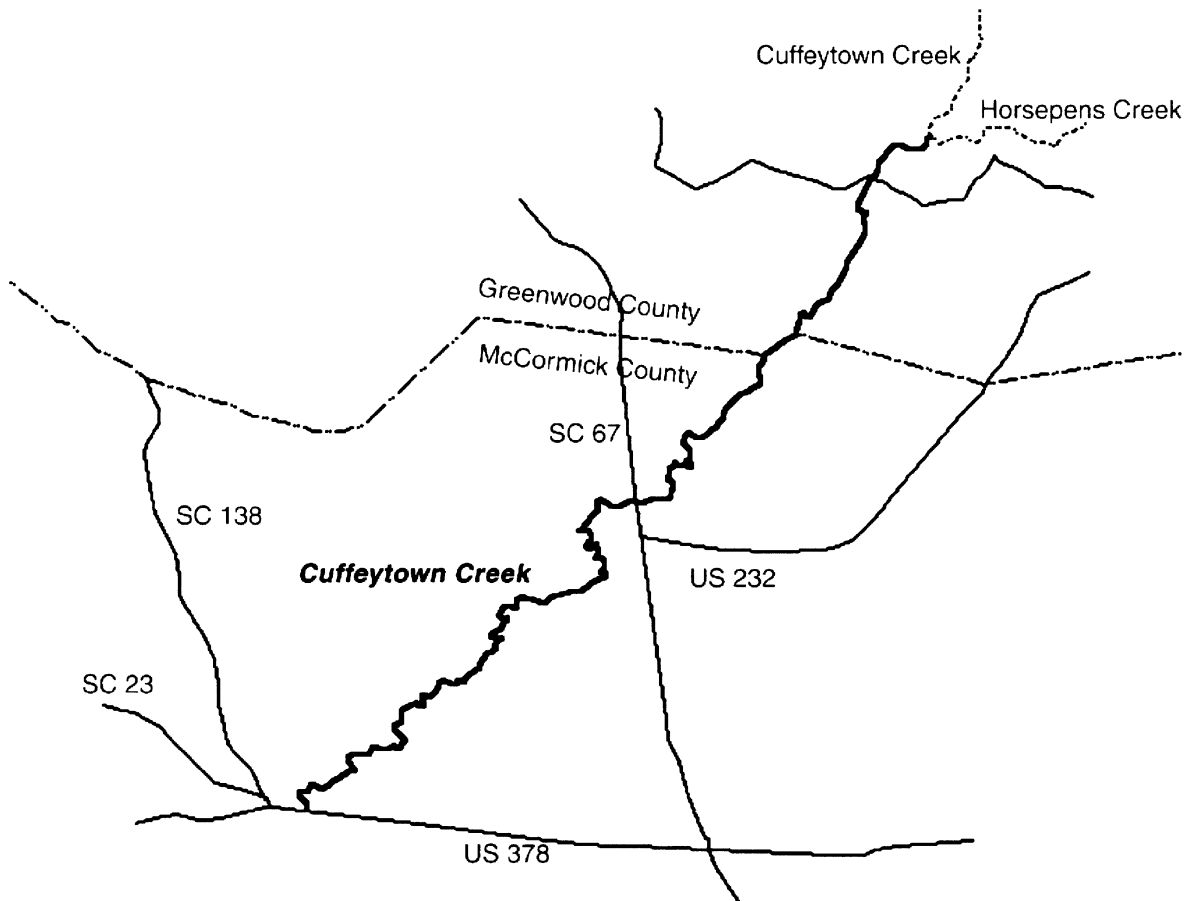 Cuffeytown Creek
Horsepens Creek
Greenwood County
McCormick County
SC 67
SC 138
Cuffeytown Creek
US 232
SC 23
US 378